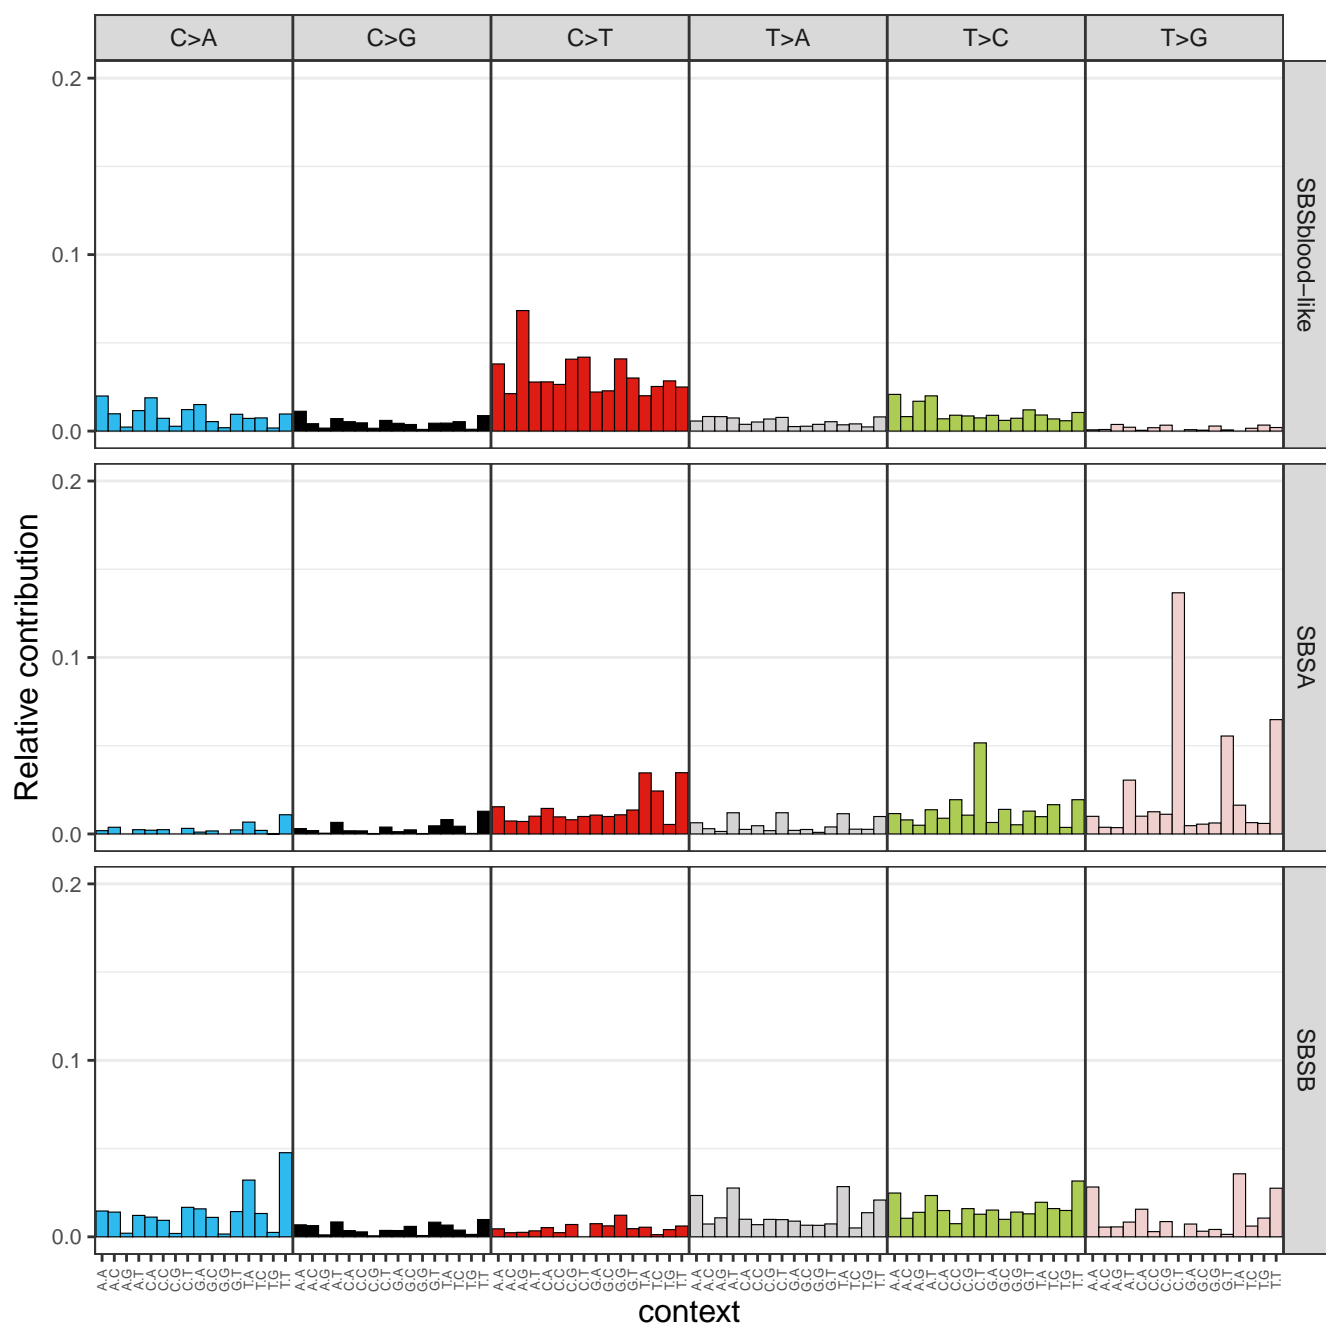 C>A C>G C>T T>A T>C T>G
0.2
0.1
0.0
SBSblood−like
0.2
0.1
0.0
SBSA
0.2
0.1
0.0
SBSB
Relative contribution
A.A A.C A.G A.T C.A C.C C.G C.T G.A G.C G.G G.T T.A T.C T.G T.T A.A A.C A.G A.T C.A C.C C.G C.T G.A G.C G.G G.T T.A T.C T.G T.T A.A A.C A.G A.T C.A C.C C.G C.T G.A G.C G.G G.T T.A T.C T.G T.T A.A A.C A.G A.T C.A C.C C.G C.T G.A G.C G.G G.T T.A T.C T.G T.T A.A A.C A.G A.T C.A C.C C.G C.T G.A G.C G.G G.T T.A T.C T.G T.T A.A A.C A.G A.T C.A C.C C.G C.T G.A G.C G.G G.T T.A T.C T.G T.T
context